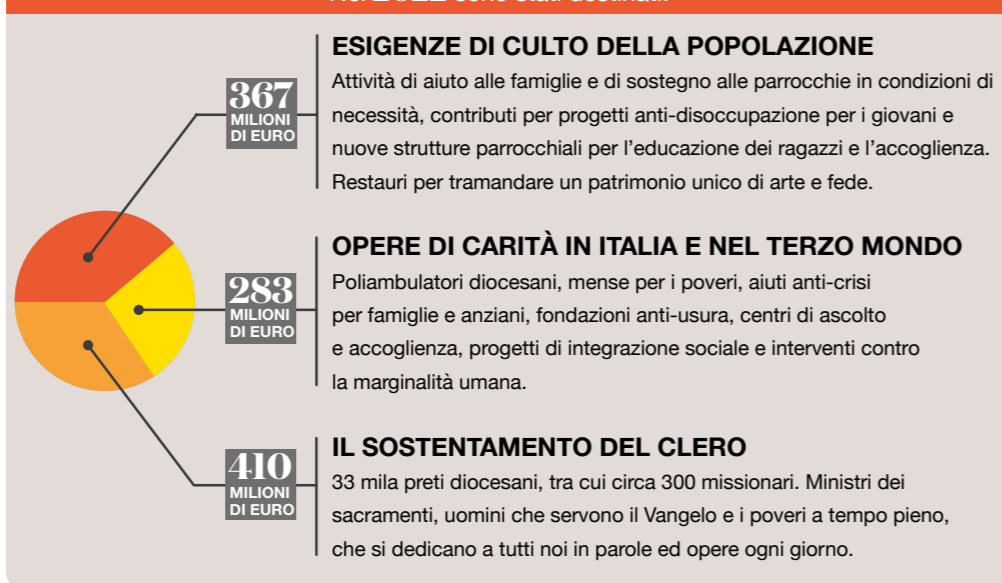 sono stati destinati
367
MILIONI
DI EURO
ESIGENZE DI CULTO DELLA POPOLAZIONE
Attività di aiuto alle famiglie e di sostegno alle parrocchie in condizioni di
necessità, contributi per progetti anti-disoccupazione per i giovani e
nuove strutture parrocchiali per l’educazione dei ragazzi e l’accoglienza.
Restauri per tramandare un patrimonio unico di arte e fede.
283
MILIONI
DI EURO
OPERE DI CARITÀ IN ITALIA E NEL TERZO MONDO
Poliambulatori diocesani, mense per i poveri, aiuti anti-crisi
per famiglie e anziani, fondazioni anti-usura, centri di ascolto
e accoglienza, progetti di integrazione sociale e interventi contro
la marginalità umana.
410
MILIONI
DI EURO
IL SOSTENTAMENTO DEL CLERO
33 mila preti diocesani, tra cui circa 300 missionari. Ministri dei
sacramenti, uomini che servono il Vangelo e i poveri a tempo pieno,
che si dedicano a tutti noi in parole ed opere ogni giorno.